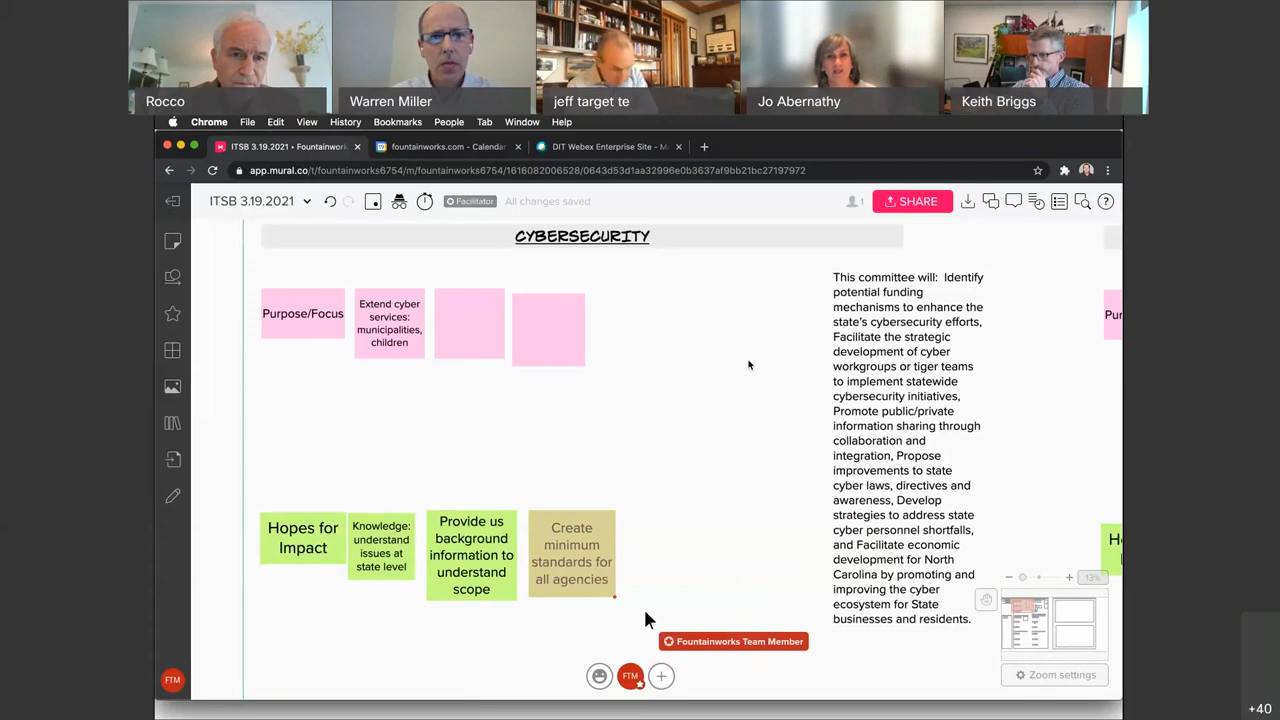 Rocco
Warren Miller
jeff target te
Jo Abernathy
Keith Briggs
Chrome File Edit View History Bookmarks People Tab Window Help
ITSB 3.19.2021 • Fountainwork
fountainworks.com - Calenda
DIT Webex Enterprise Site - M
app.mural.co/t/fountainworks6754/m/fountainworks6754/1616082006528/0643d53d1aa32996e0b3637af9bb21bc27197972
ITSB 3.19.2021
Facilitator
All changes saved
1
SHARE
CYBERSECURITY
Purpose/Focus
Extend cyber
services:
municipalities,
children
This committee will: Identify
potential funding
mechanisms to enhance the
state's cybersecurity efforts,
Facilitate the strategic
development of cyber
workgroups or tiger teams
to implement statewide
cybersecurity initiatives,
Promote public/private
information sharing through
collaboration and
integration, Propose
improvements to state
cyber laws, directives and
awareness, Develop
strategies to address state
cyber personnel shortfalls,
and Facilitate economic
development for North
Carolina by promoting and
improving the cyber
ecosystem for State
businesses and residents.
Pu
Hopes for
Impact
Knowledge:
understand
issues at
state level
Provide us
background
information to
understand
scope
Create
minimum
standards for
all agencies
H
13%
Fountainworks Team Member
FTM
FTM
Zoom settings
+40